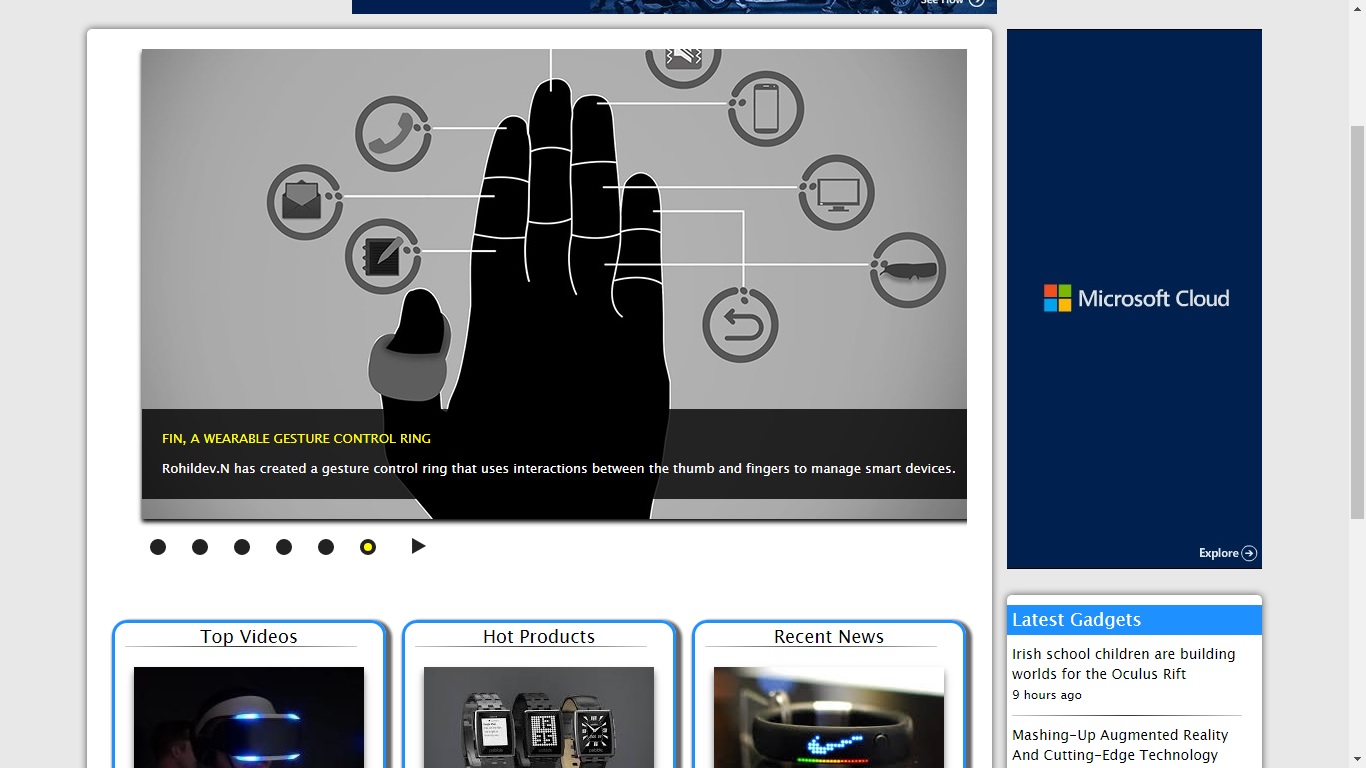 See How
FIN, A WEARABLE GESTURE CONTROL RING
Rohildev.N has created a gesture control ring that uses interactions between the thumb and fingers to manage smart devices.
Microsoft Cloud
Explore
Top Videos
Hot Products
Recent News
Latest Gadgets
Irish school children are building
worlds for the Oculus Rift
9 hours ago
Mashing-Up Augmented Reality
And Cutting-Edge Technology